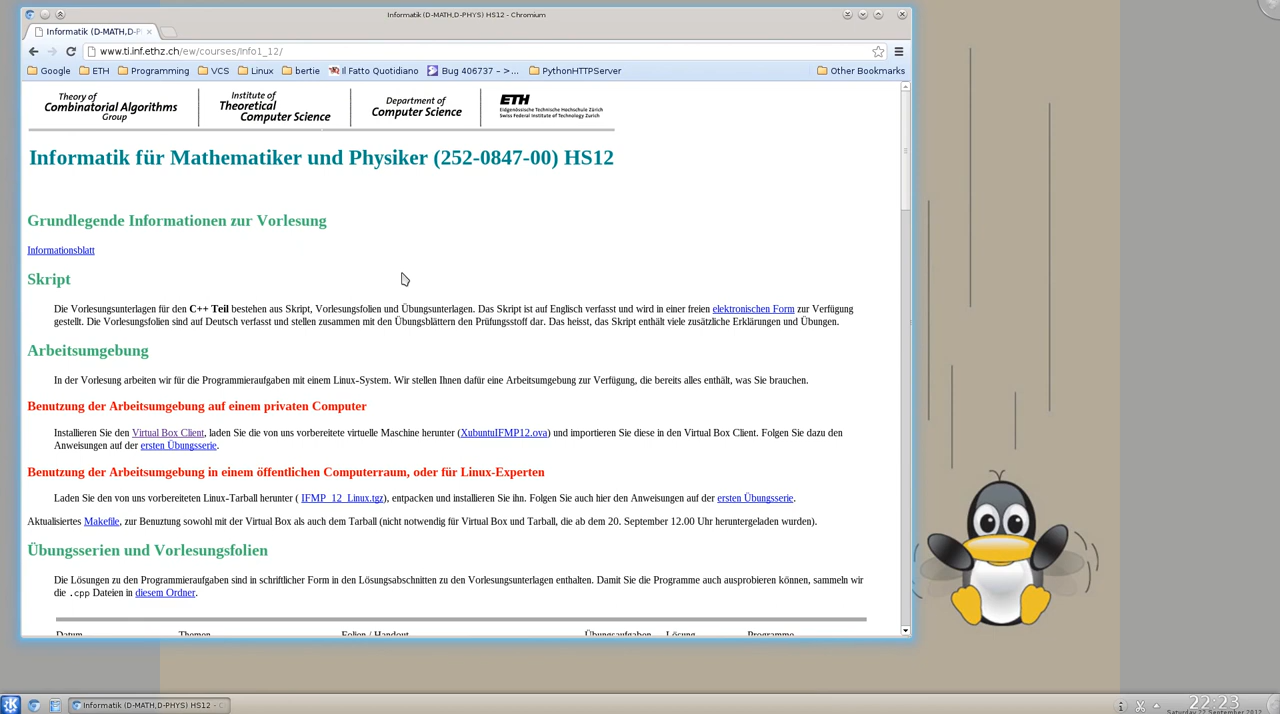 Informatik (D-MATH,D-PHYS) HS12 - Chromium
Informatik (D-MATH,D-P
www.ti.inf.ethz.ch/ew/courses/Info1_12/
Google ETH Programming VCS Linux bertie Il Fatto Quotidiano Bug 406737 – >... PythonHTTPServer Other Bookmarks
Theory of
Combinatorial Algorithms
Group
Institute of
Theoretical
Computer Science
Department of
Computer Science
ETH
Eidgenössische Technische Hochschule Zürich
Swiss Federal Institute of Technology Zurich
Informatik für Mathematiker und Physiker (252-0847-00) HS12
Grundlegende Informationen zur Vorlesung
Informationsblatt
Skript
Die Vorlesungsunterlagen für den C++ Teil bestehen aus Skript, Vorlesungsfolien und Übungsunterlagen. Das Skript ist auf Englisch verfasst und wird in einer freien elektronischen Form zur Verfügung
gestellt. Die Vorlesungsfolien sind auf Deutsch verfasst und stellen zusammen mit den Übungsblättern den Prüfungsstoff dar. Das heisst, das Skript enthält viele zusätzliche Erklärungen und Übungen.
Arbeitsumgebung
In der Vorlesung arbeiten wir für die Programmieraufgaben mit einem Linux-System. Wir stellen Ihnen dafür eine Arbeitsumgebung zur Verfügung, die bereits alles enthält, was Sie brauchen.
Benutzung der Arbeitsumgebung auf einem privaten Computer
Installieren Sie den Virtual Box Client, laden Sie die von uns vorbereitete virtuelle Maschine herunter (XubuntuIFMP12.ova) und importieren Sie diese in den Virtual Box Client. Folgen Sie dazu den
Anweisungen auf der ersten Übungsserie.
Benutzung der Arbeitsumgebung in einem öffentlichen Computerraum, oder für Linux-Experten
Laden Sie den von uns vorbereiteten Linux-Tarball herunter ( IFMP_12_Linux.tgz), entpacken und installieren Sie ihn. Folgen Sie auch hier den Anweisungen auf der ersten Übungsserie.
Aktualisiertes Makefile, zur Benuztung sowohl mit der Virtual Box als auch dem Tarball (nicht notwendig für Virtual Box und Tarball, die ab dem 20. September 12.00 Uhr heruntergeladen wurden).
Übungsserien und Vorlesungsfolien
Die Lösungen zu den Programmieraufgaben sind in schriftlicher Form in den Lösungsabschnitten zu den Vorlesungsunterlagen enthalten. Damit Sie die Programme auch ausprobieren können, sammeln wir
die .cpp Dateien in diesem Ordner.
Datum Themen Folien / Handout Übungsaufgaben Lösung Programme
Informatik (D-MATH,D-PHYS) HS12 - C
22:23
Saturday 22 September 2012